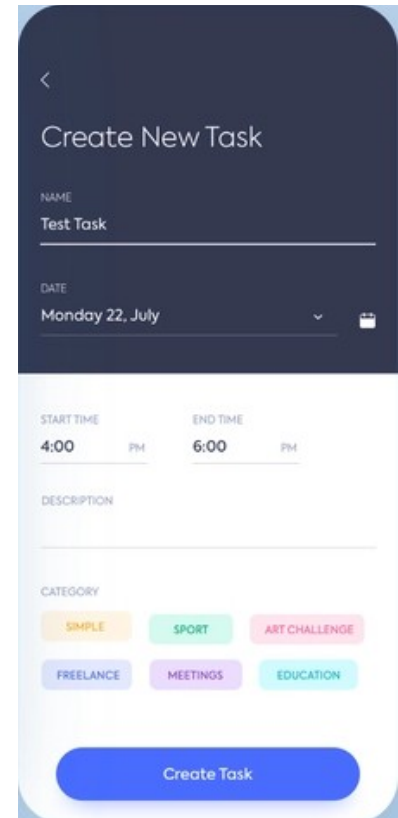 Create New Task
NAME
Test Task
DATE
Monday 22, July
START TIME END TIME
4:00 PM 6:00 PM
DESCRIPTION
CATEGORY
SIMPLE SPORT ART CHALLENGE
FREELANCE MEETINGS EDUCATION
Create Task